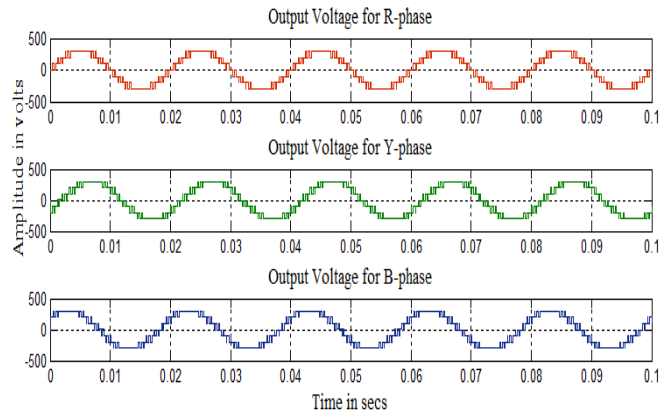 Output Voltage for R-phase
500
0
-500
0 0.01 0.02 0.03 0.04 0.05 0.06 0.07 0.08 0.09 0.1
Output Voltage for Y-phase
Amplitude in volts
500
0
-500
0 0.01 0.02 0.03 0.04 0.05 0.06 0.07 0.08 0.09 0.1
Output Voltage for B-phase
500
0
-500
0 0.01 0.02 0.03 0.04 0.05 0.06 0.07 0.08 0.09 0.1
Time in secs